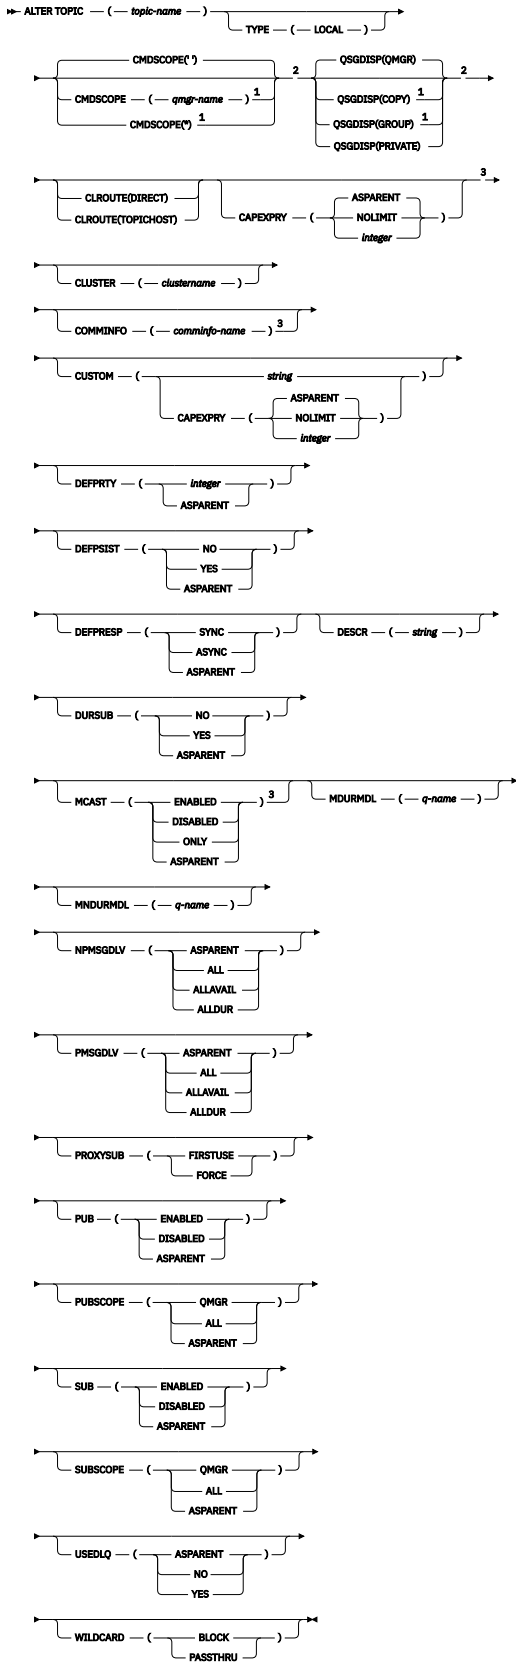 ALTER TOPIC ( topic-name )
TYPE ( LOCAL )
CMDSCOPE(' ')
CMDSCOPE ( qmgr-name ) 1
CMDSCOPE(*) 1
2
QSGDISP(QMGR)
QSGDISP(COPY) 1
QSGDISP(GROUP) 1
QSGDISP(PRIVATE)
2
CLROUTE(DIRECT)
CLROUTE(TOPICHOST)
CAPEXPRY ( ASPARENT )
NOLIMIT
integer
3
CLUSTER ( clustername )
COMMINFO ( comminfo-name ) 3
CUSTOM ( string )
CAPEXPRY ( ASPARENT )
NOLIMIT
integer
DEFPRTY ( integer )
ASPARENT
DEFPSIST ( NO )
YES
ASPARENT
DEFPRESP ( SYNC )
ASYNC
ASPARENT
DESCR ( string )
DURSUB ( NO )
YES
ASPARENT
MCAST ( ENABLED ) 3
DISABLED
ONLY
ASPARENT
MDURMDL ( q-name )
MNDURMDL ( q-name )
NPMSGDLV ( ASPARENT )
ALL
ALLAVAIL
ALLDUR
PMSGDLV ( ASPARENT )
ALL
ALLAVAIL
ALLDUR
PROXYSUB ( FIRSTUSE )
FORCE
PUB ( ENABLED )
DISABLED
ASPARENT
PUBSCOPE ( QMGR )
ALL
ASPARENT
SUB ( ENABLED )
DISABLED
ASPARENT
SUBSCOPE ( QMGR )
ALL
ASPARENT
USEDLQ ( ASPARENT )
NO
YES
WILDCARD ( BLOCK )
PASSTHRU